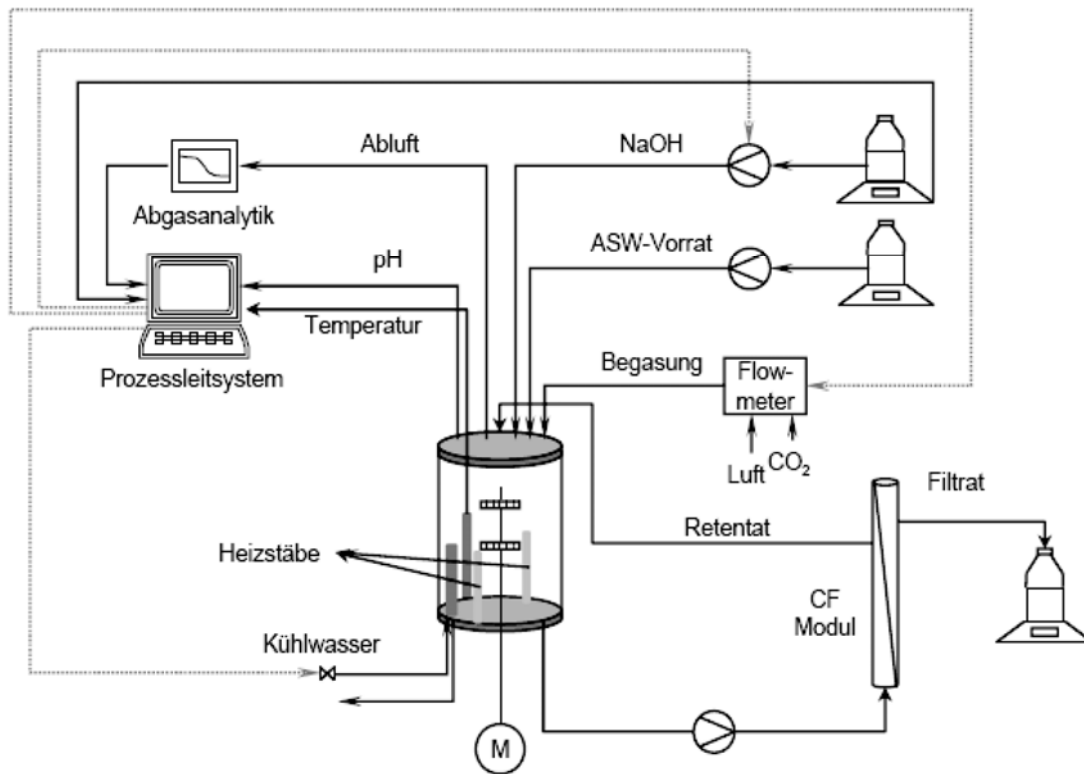 Abluft
NaOH
Abgasanalytik
ASW-Vorrat
pH
Temperatur
Prozessleitsystem
Begasung
Flow-
meter
Luft
CO₂
Filtrat
Retentat
Heizstäbe
CF
Modul
Kühlwasser
M